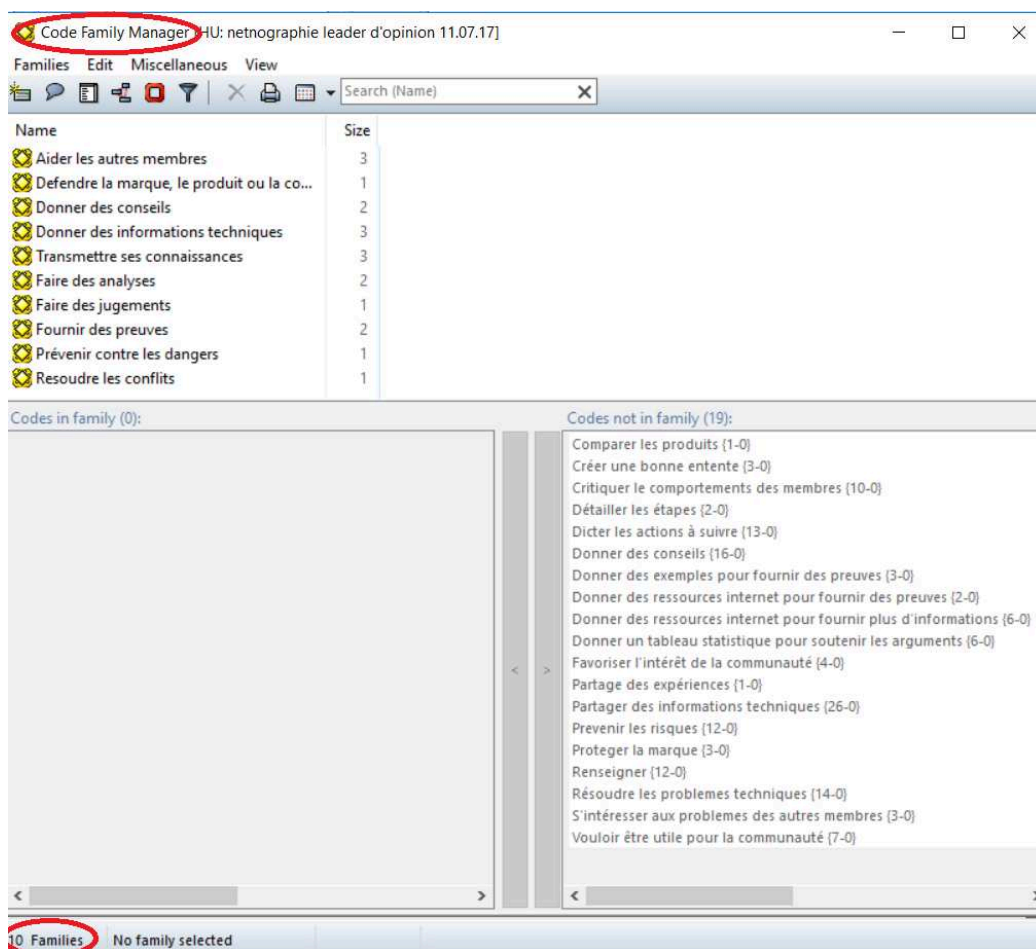 Code Family Manager [HU: netnographie leader d'opinion 11.07.17]
Families Edit Miscellaneous View
Search (Name)
Name Size
Aider les autres membres 3
Defendre la marque, le produit ou la co... 1
Donner des conseils 2
Donner des informations techniques 3
Transmettre ses connaissances 3
Faire des analyses 2
Faire des jugements 1
Fournir des preuves 2
Prévenir contre les dangers 1
Resoudre les conflits 1
Codes in family (0): Codes not in family (19):
Comparer les produits {1-0}
Créer une bonne entente {3-0}
Critiquer le comportements des membres {10-0}
Détailler les étapes {2-0}
Dicter les actions à suivre {13-0}
Donner des conseils {16-0}
Donner des exemples pour fournir des preuves {3-0}
Donner des ressources internet pour fournir des preuves {2-0}
Donner des ressources internet pour fournir plus d'informations {6-0}
Donner un tableau statistique pour soutenir les arguments {6-0}
Favoriser l'intérêt de la communauté {4-0}
Partage des expériences {1-0}
Partager des informations techniques {26-0}
Prevenir les risques {12-0}
Proteger la marque {3-0}
Renseigner {12-0}
Résoudre les problemes techniques {14-0}
S'intéresser aux problemes des autres membres {3-0}
Vouloir être utile pour la communauté {7-0}
10 Families No family selected